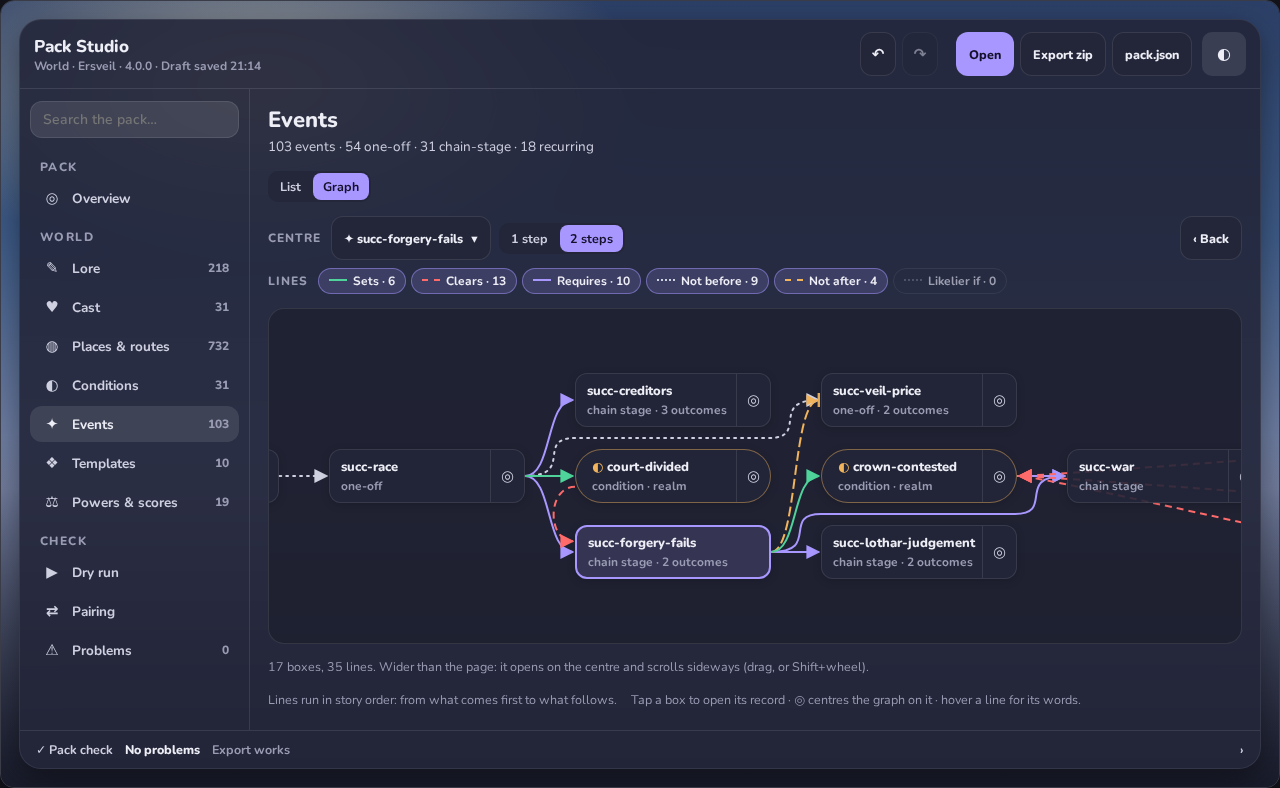 Pack Studio
World · Ersveil · 4.0.0 · Draft saved 21:14
Open
Export zip
pack.json
Search the pack...
PACK
Overview
WORLD
Lore 218
Cast 31
Places & routes 732
Conditions 31
Events 103
Templates 10
Powers & scores 19
CHECK
Dry run
Pairing
Problems 0
Events
103 events · 54 one-off · 31 chain-stage · 18 recurring
List
Graph
CENTRE
succ-forgery-fails
1 step
2 steps
‹ Back
LINES
Sets · 6
Clears · 13
Requires · 10
Not before · 9
Not after · 4
Likelier if · 0
succ-creditors
chain stage · 3 outcomes
succ-veil-price
one-off · 2 outcomes
succ-race
one-off
court-divided
condition · realm
crown-contested
condition · realm
succ-war
chain stage
succ-forgery-fails
chain stage · 2 outcomes
succ-lothar-judgement
chain stage · 2 outcomes
17 boxes, 35 lines. Wider than the page: it opens on the centre and scrolls sideways (drag, or Shift+wheel).
Lines run in story order: from what comes first to what follows. Tap a box to open its record · ◎ centres the graph on it · hover a line for its words.
✓ Pack check No problems Export works